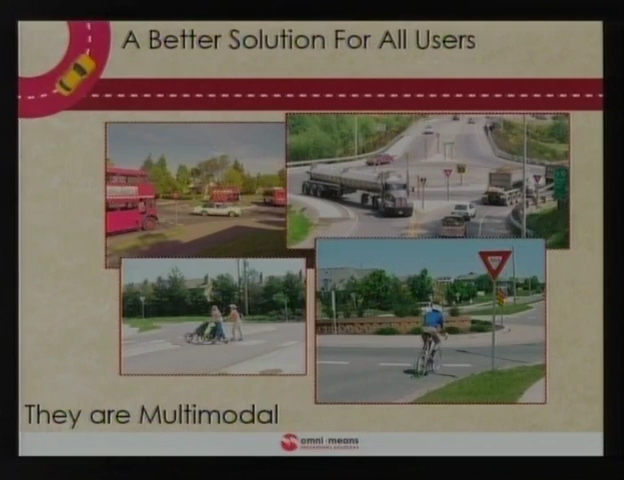 A Better Solution For All Users
They are Multimodal
omni·means